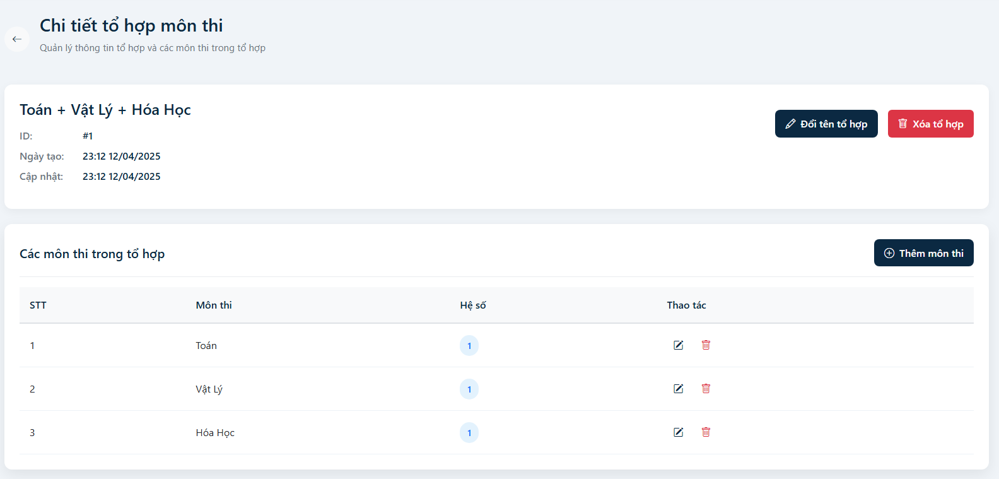 Chi tiết tổ hợp môn thi
Quản lý thông tin tổ hợp và các môn thi trong tổ hợp
Toán + Vật Lý + Hóa Học
Đổi tên tổ hợp
Xóa tổ hợp
ID: #1
Ngày tạo: 23:12 12/04/2025
Cập nhật: 23:12 12/04/2025
Các môn thi trong tổ hợp
Thêm môn thi
STT Môn thi Hệ số Thao tác
1 Toán 1
2 Vật Lý 1
3 Hóa Học 1